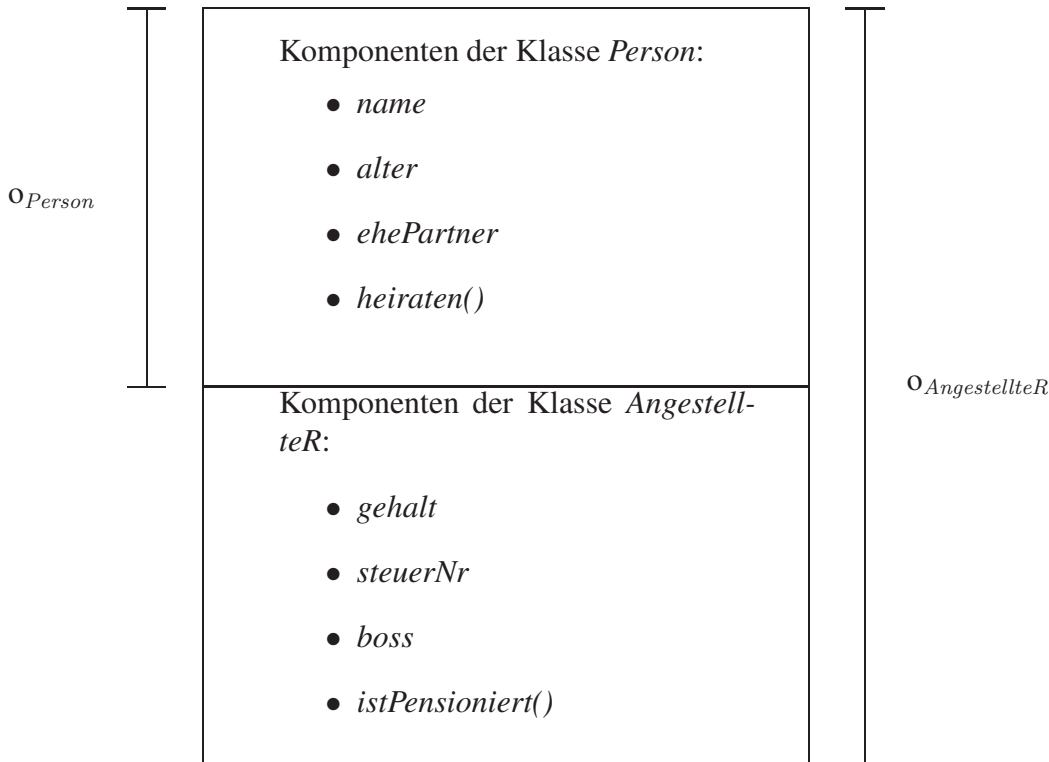 Komponenten der Klasse Person:
• name
• alter
• ehePartner
• heiraten()
o_Person
Komponenten der Klasse Angestell-
teR:
• gehalt
• steuerNr
• boss
• istPensioniert()
o_AngestellteR